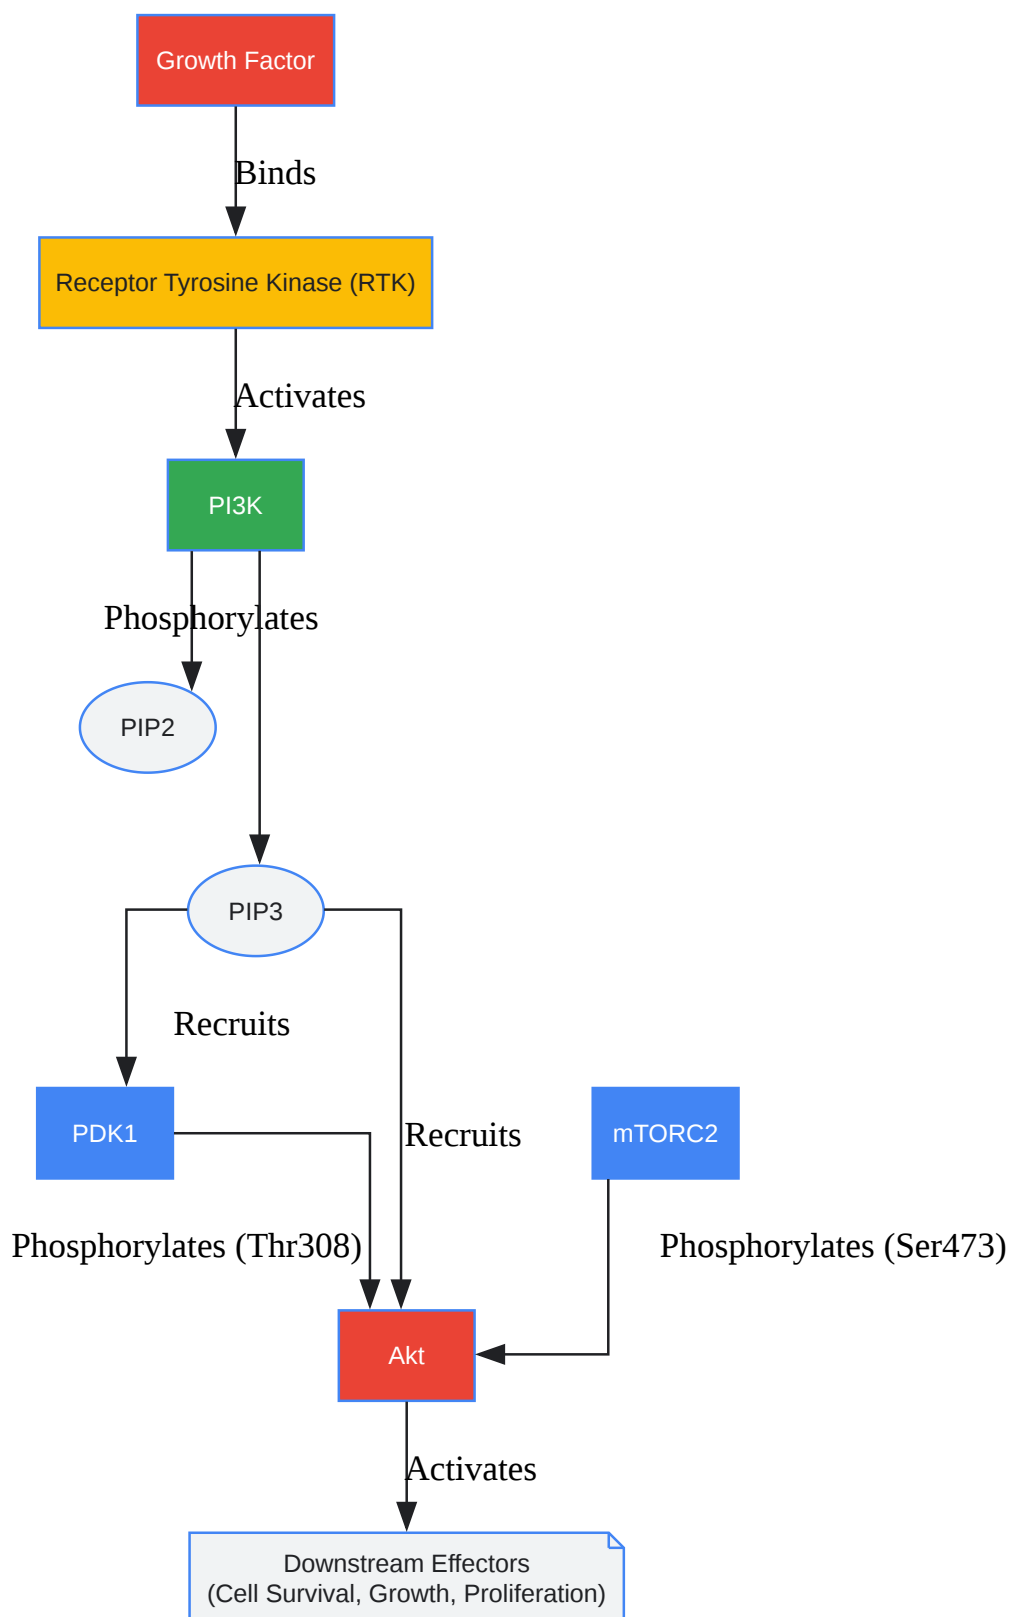 Growth Factor
Binds
Receptor Tyrosine Kinase (RTK)
Activates
PI3K
Phosphorylates
PIP2
PIP3
Recruits
PDK1
Recruits
mTORC2
Phosphorylates (Thr308)
Phosphorylates (Ser473)
Akt
Activates
Downstream Effectors
(Cell Survival, Growth, Proliferation)